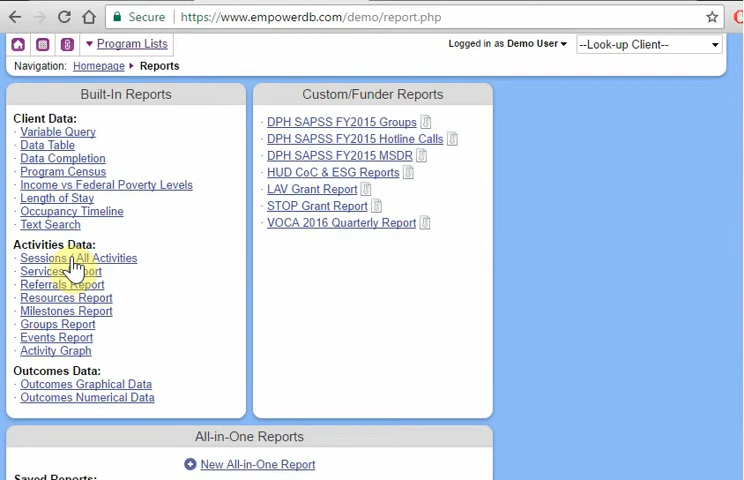 Secure https://www.empowerdb.com/demo/report.php
Program Lists
Logged in as Demo User
--Look-up Client--
Navigation: Homepage Reports
Built-In Reports
Client Data:
Variable Query
Data Table
Data Completion
Program Census
Income vs Federal Poverty Levels
Length of Stay
Occupancy Timeline
Text Search
Activities Data:
Sessions / All Activities
Services Report
Referrals Report
Resources Report
Milestones Report
Groups Report
Events Report
Activity Graph
Outcomes Data:
Outcomes Graphical Data
Outcomes Numerical Data
Custom/Funder Reports
DPH SAPSS FY2015 Groups
DPH SAPSS FY2015 Hotline Calls
DPH SAPSS FY2015 MSDR
HUD CoC & ESG Reports
LAV Grant Report
STOP Grant Report
VOCA 2016 Quarterly Report
All-in-One Reports
New All-in-One Report
Saved Reports: